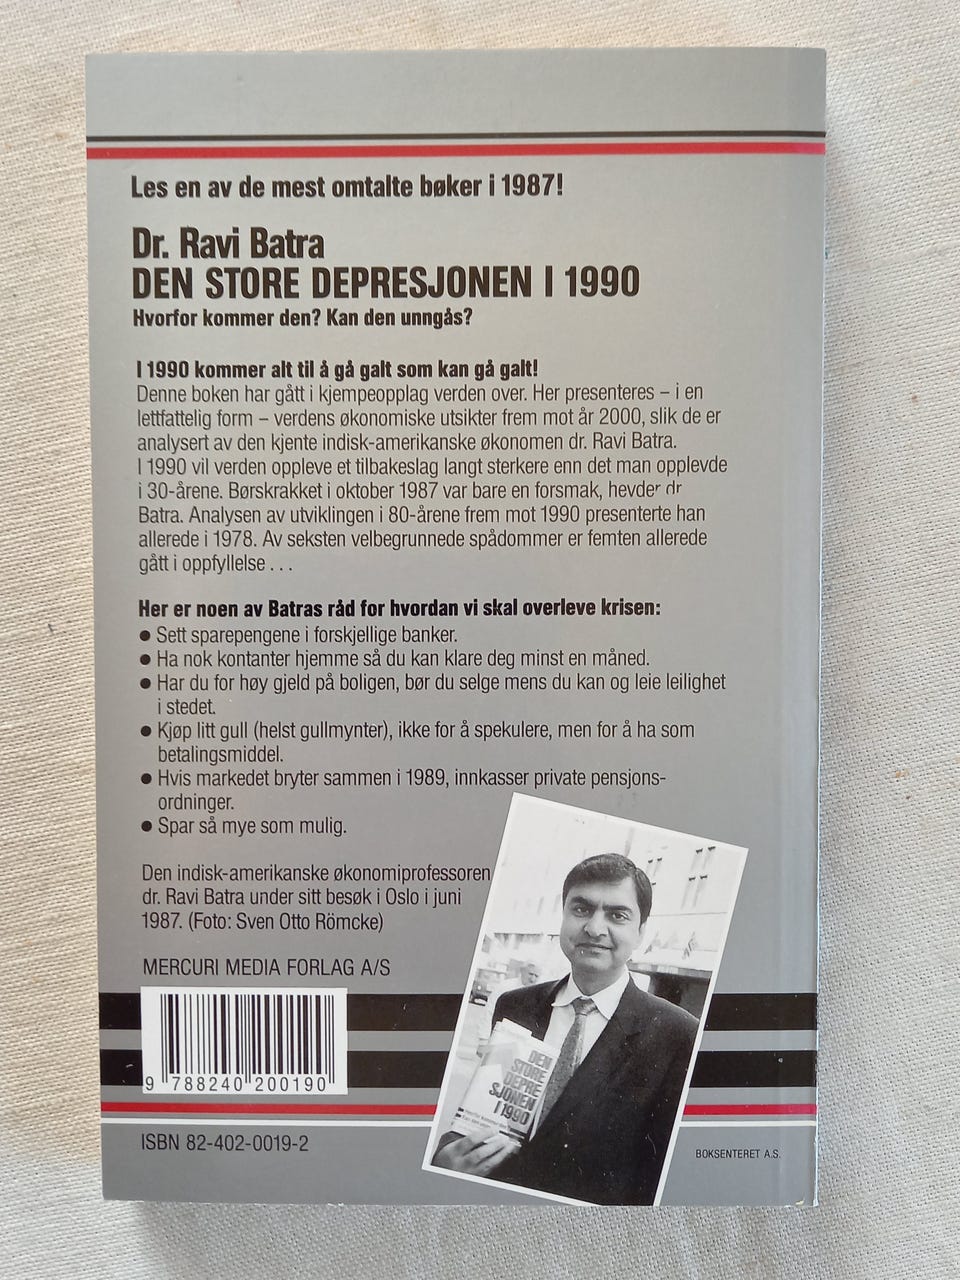 Les en av de mest omtalte bøker i 1987!
Dr. Ravi Batra
DEN STORE DEPRESJONEN I 1990
Hvorfor kommer den? Kan den unngås?
I 1990 kommer alt til å gå galt som kan gå galt!
Denne boken har gått i kjempeopplag verden over. Her presenteres – i en
lettfattelig form – verdens økonomiske utsikter frem mot år 2000, slik de er
analysert av den kjente indisk-amerikanske økonomen dr. Ravi Batra.
I 1990 vil verden oppleve et tilbakeslag langt sterkere enn det man opplevde
i 30-årene. Børskrakket i oktober 1987 var bare en forsmak, hevder dr
Batra. Analysen av utviklingen i 80-årene frem mot 1990 presenterte han
allerede i 1978. Av seksten velbegrunnede spådommer er femten allerede
gått i oppfyllelse . . .
Her er noen av Batras råd for hvordan vi skal overleve krisen:
● Sett sparepengene i forskjellige banker.
● Ha nok kontanter hjemme så du kan klare deg minst en måned.
● Har du for høy gjeld på boligen, bør du selge mens du kan og leie leilighet
i stedet.
● Kjøp litt gull (helst gullmynter), ikke for å spekulere, men for å ha som
betalingsmiddel.
● Hvis markedet bryter sammen i 1989, innkasser private pensjons-
ordninger.
● Spar så mye som mulig.
Den indisk-amerikanske økonomiprofessoren
dr. Ravi Batra under sitt besøk i Oslo i juni
1987. (Foto: Sven Otto Römcke)
MERCURI MEDIA FORLAG A/S
9 788240 200190
ISBN 82-402-0019-2
DEN
STORE
DEPRE
SJONEN
I 1990
Hvorfor kommer den?
BOKSENTERET A.S.